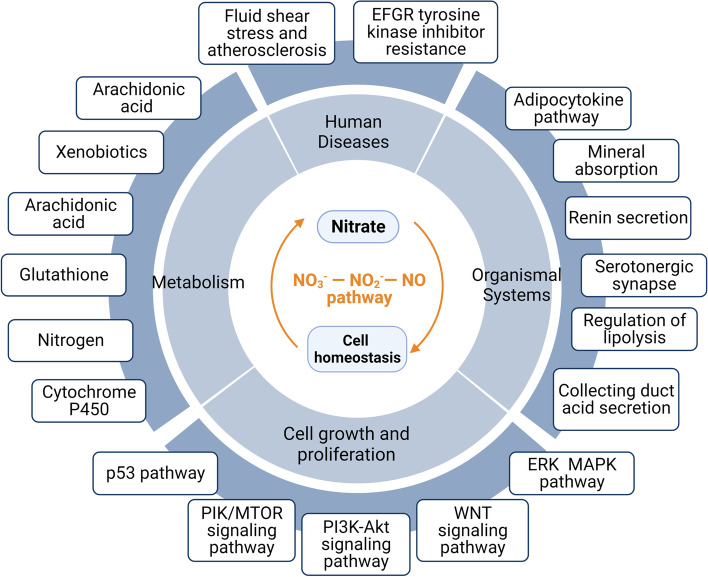 Fluid shear
stress and
atherosclerosis
EFGR tyrosine
kinase inhibitor
resistance
Arachidonic
acid
Xenobiotics
Arachidonic
acid
Glutathione
Nitrogen
Cytochrome
P450
Adipocytokine
pathway
Mineral
absorption
Renin secretion
Serotonergic
synapse
Regulation of
lipolysis
Collecting duct
acid secretion
Human
Diseases
Metabolism
Organismal
Systems
Nitrate
NO₃⁻ — NO₂⁻ — NO
pathway
Cell
homeostasis
Cell growth and
proliferation
p53 pathway
PIK/MTOR
signaling
pathway
PI3K-Akt
signaling
pathway
WNT
signaling
pathway
ERK MAPK
pathway